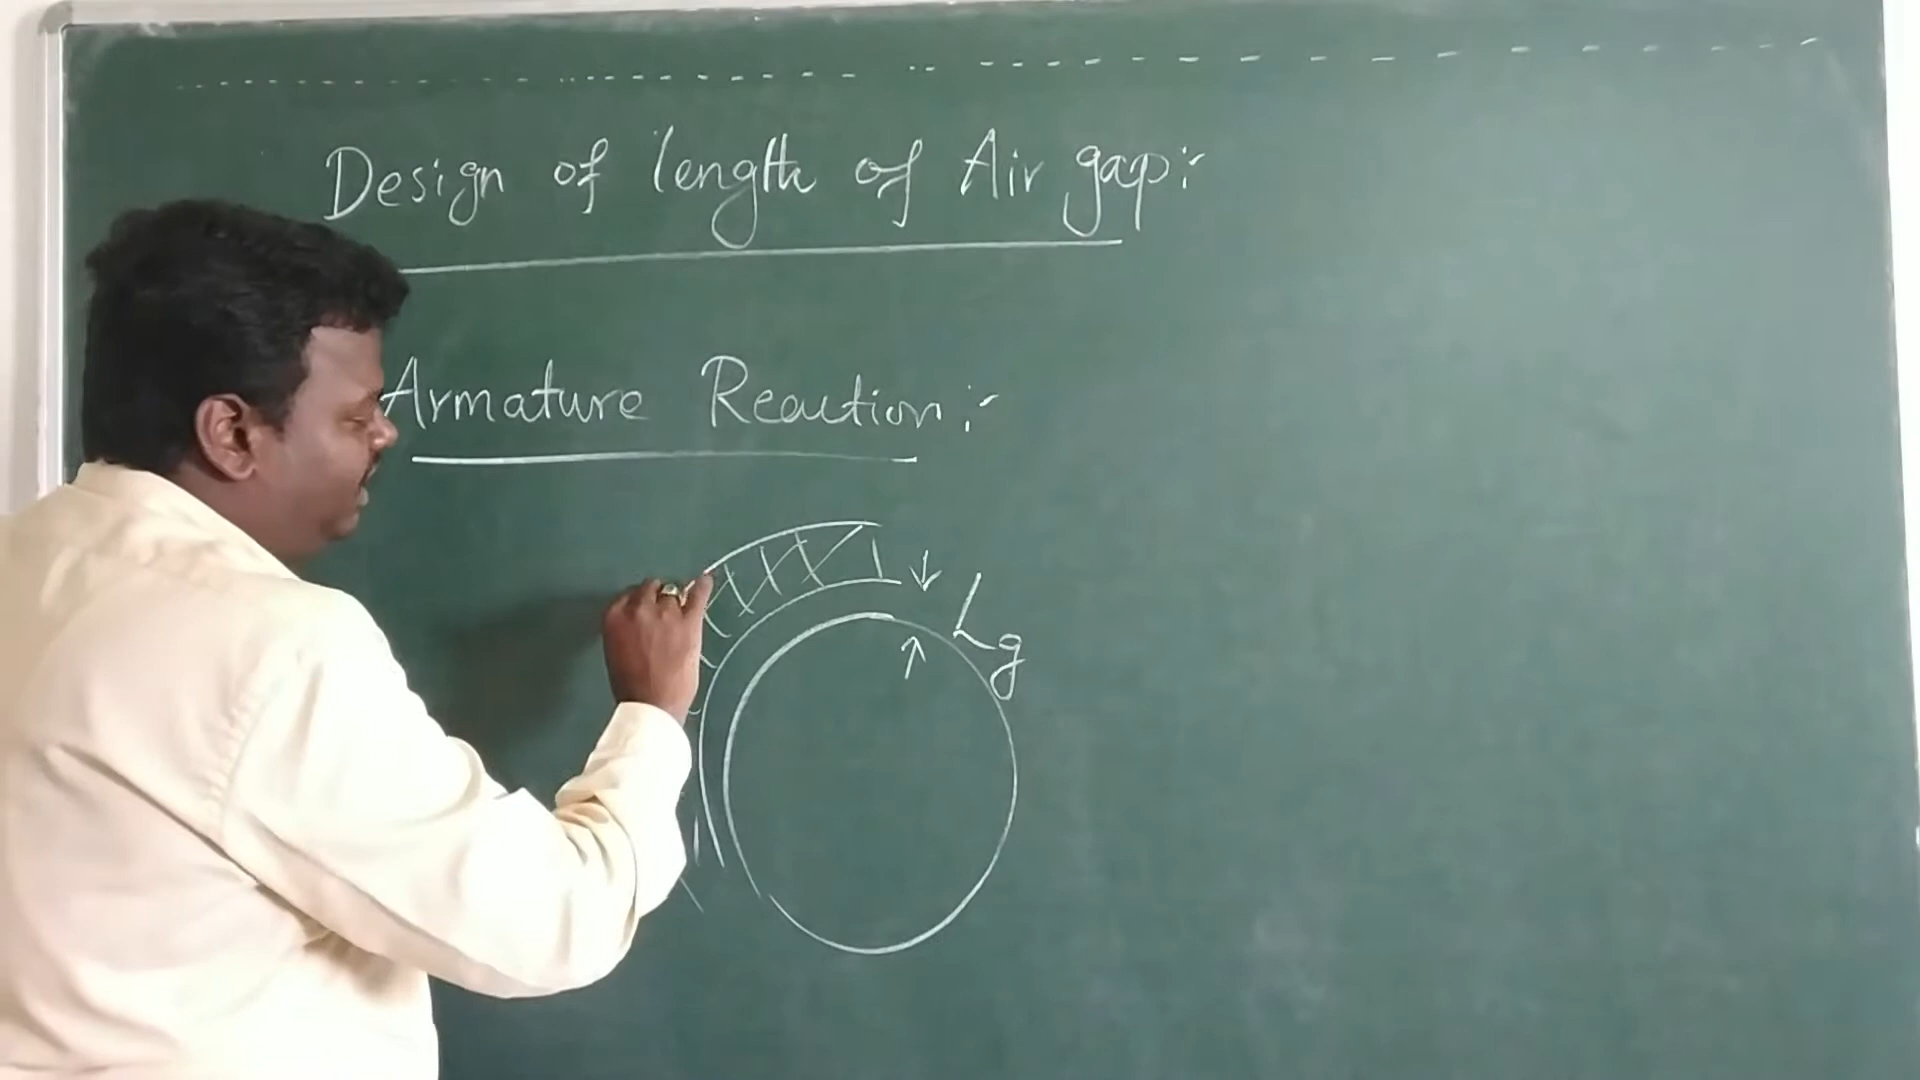 Design of length of Air gap:-
Armature Reaction:-
Lg